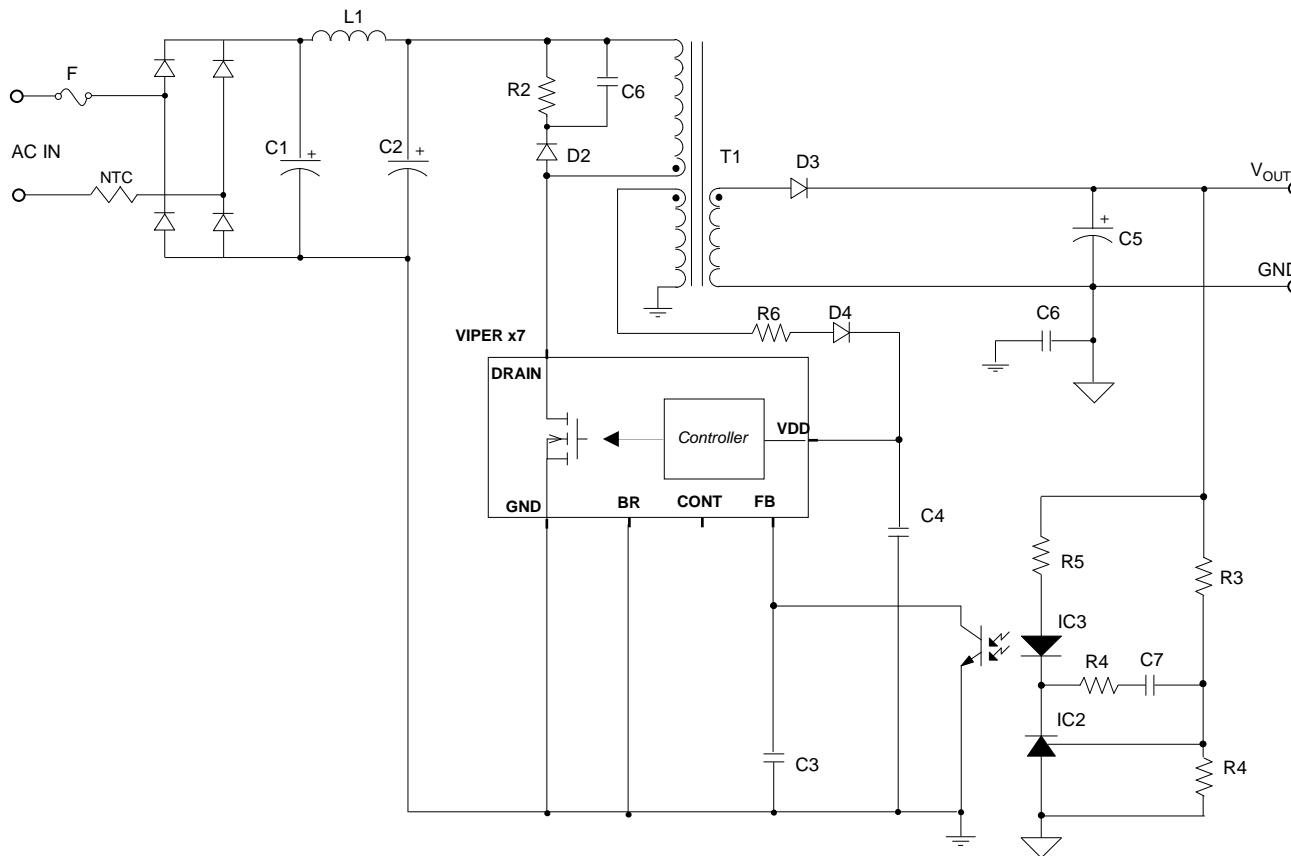 L1
F
R2
C6
AC IN
C1
+
C2
+
D2
T1
D3
NTC
VOUT
+
C5
GND
R6
D4
C6
VIPER x7
DRAIN
Controller
VDD
GND
BR
CONT
FB
C4
R5
R3
IC3
R4
C7
IC2
C3
R4